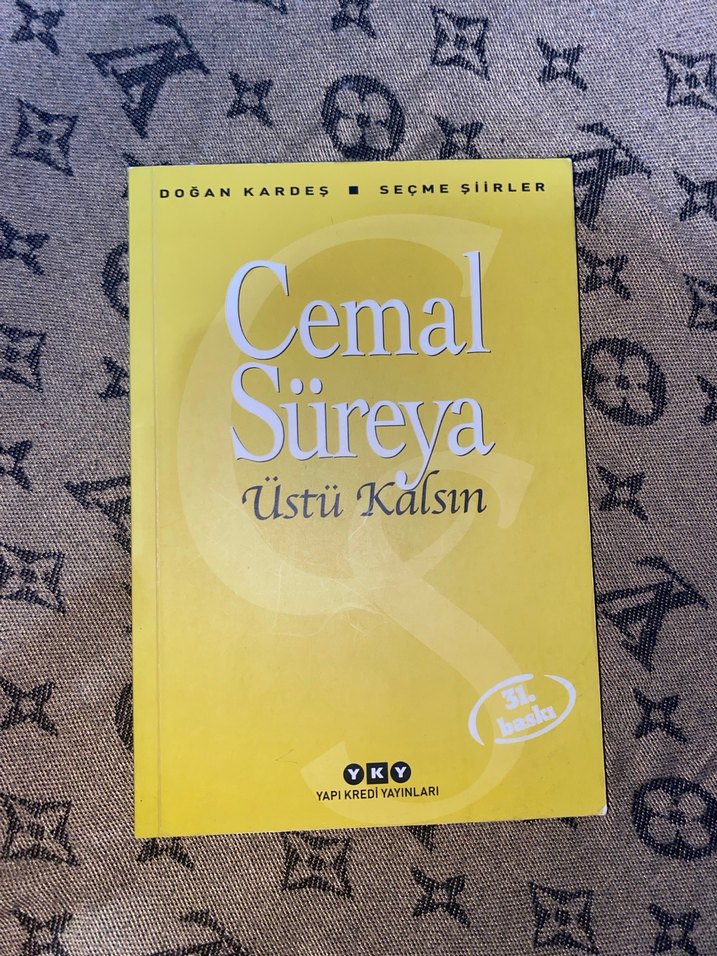 DOĞAN KARDEŞ ■ SEÇME ŞİİRLER
Cemal
Süreya
Üstü Kalsın
31.
baskı
YKY
YAPI KREDİ YAYINLARI